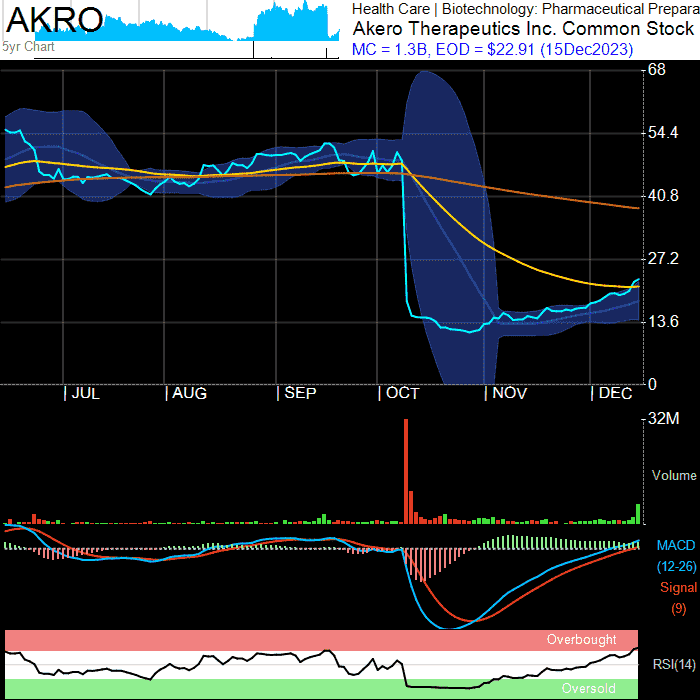 AKRO
5yr Chart
Health Care | Biotechnology: Pharmaceutical Prepara
Akero Therapeutics Inc. Common Stock
MC = 1.3B, EOD = $22.91 (15Dec2023)
68
54.4
40.8
27.2
13.6
0
| JUL | AUG | SEP | OCT | NOV | DEC
32M
Volume
MACD
(12-26)
Signal
(9)
Overbought
RSI(14)
Oversold